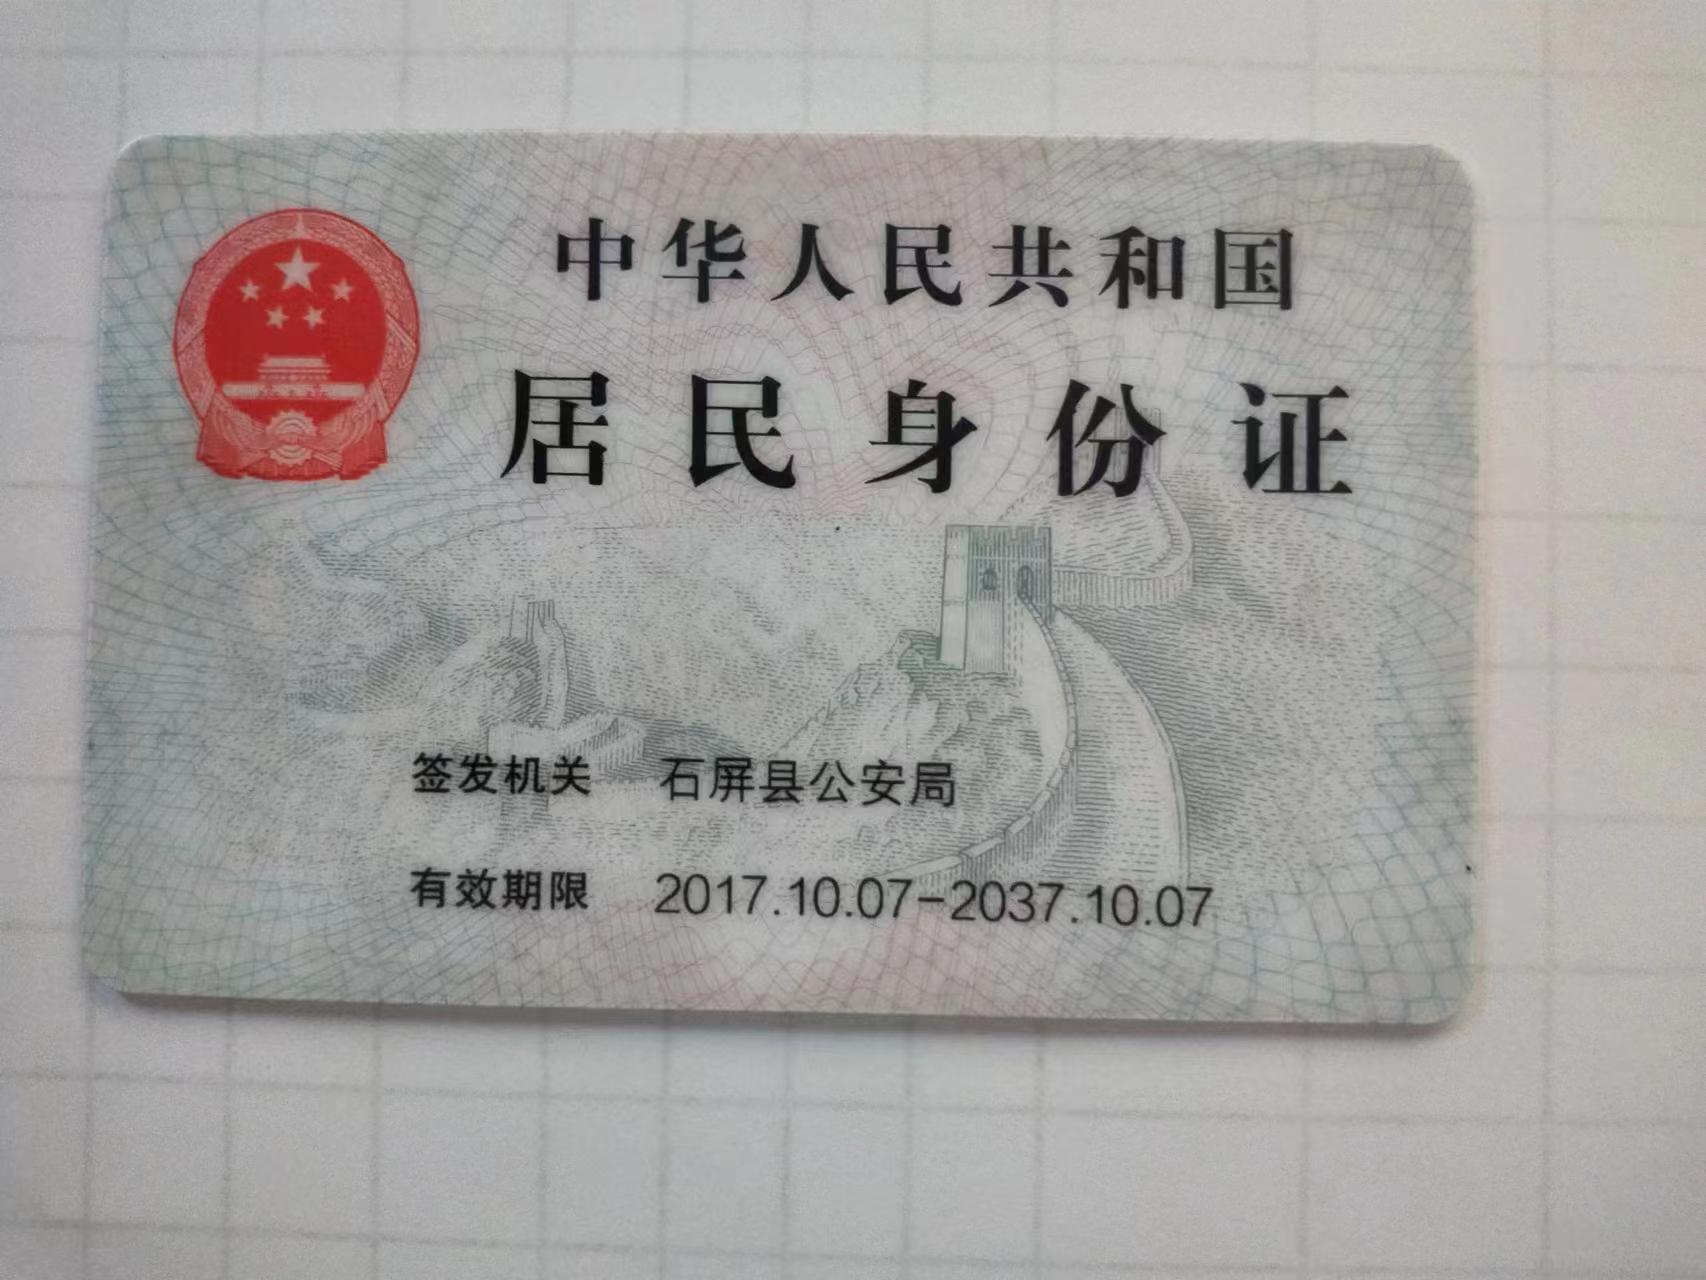 中华人民共和国
居民身份证
签发机关 石屏县公安局
有效期限 2017.10.07-2037.10.07